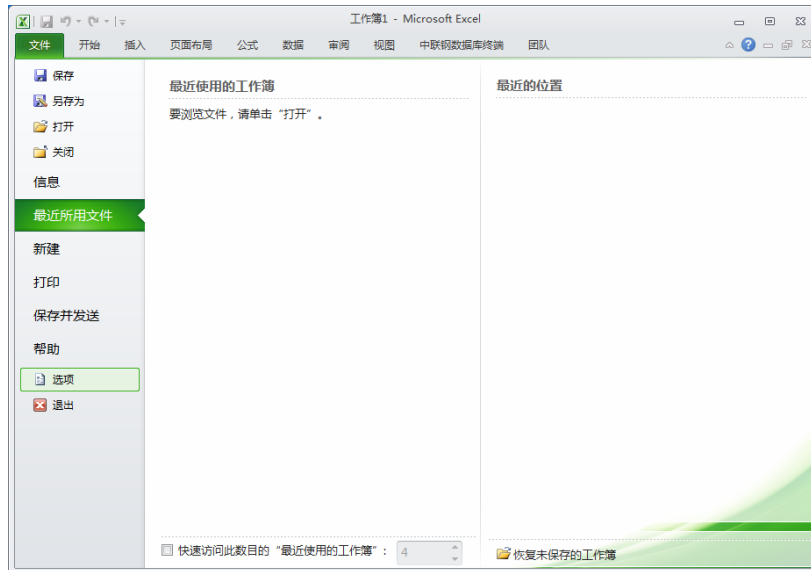 工作簿1 - Microsoft Excel
文件 开始 插入 页面布局 公式 数据 审阅 视图 中联钢数据库终端 团队
保存
另存为
打开
关闭
信息
最近所用文件
新建
打印
保存并发送
帮助
选项
退出
最近使用的工作簿
要浏览文件，请单击“打开”。
快速访问此数目的“最近使用的工作簿”： 4
最近的位置
恢复未保存的工作簿